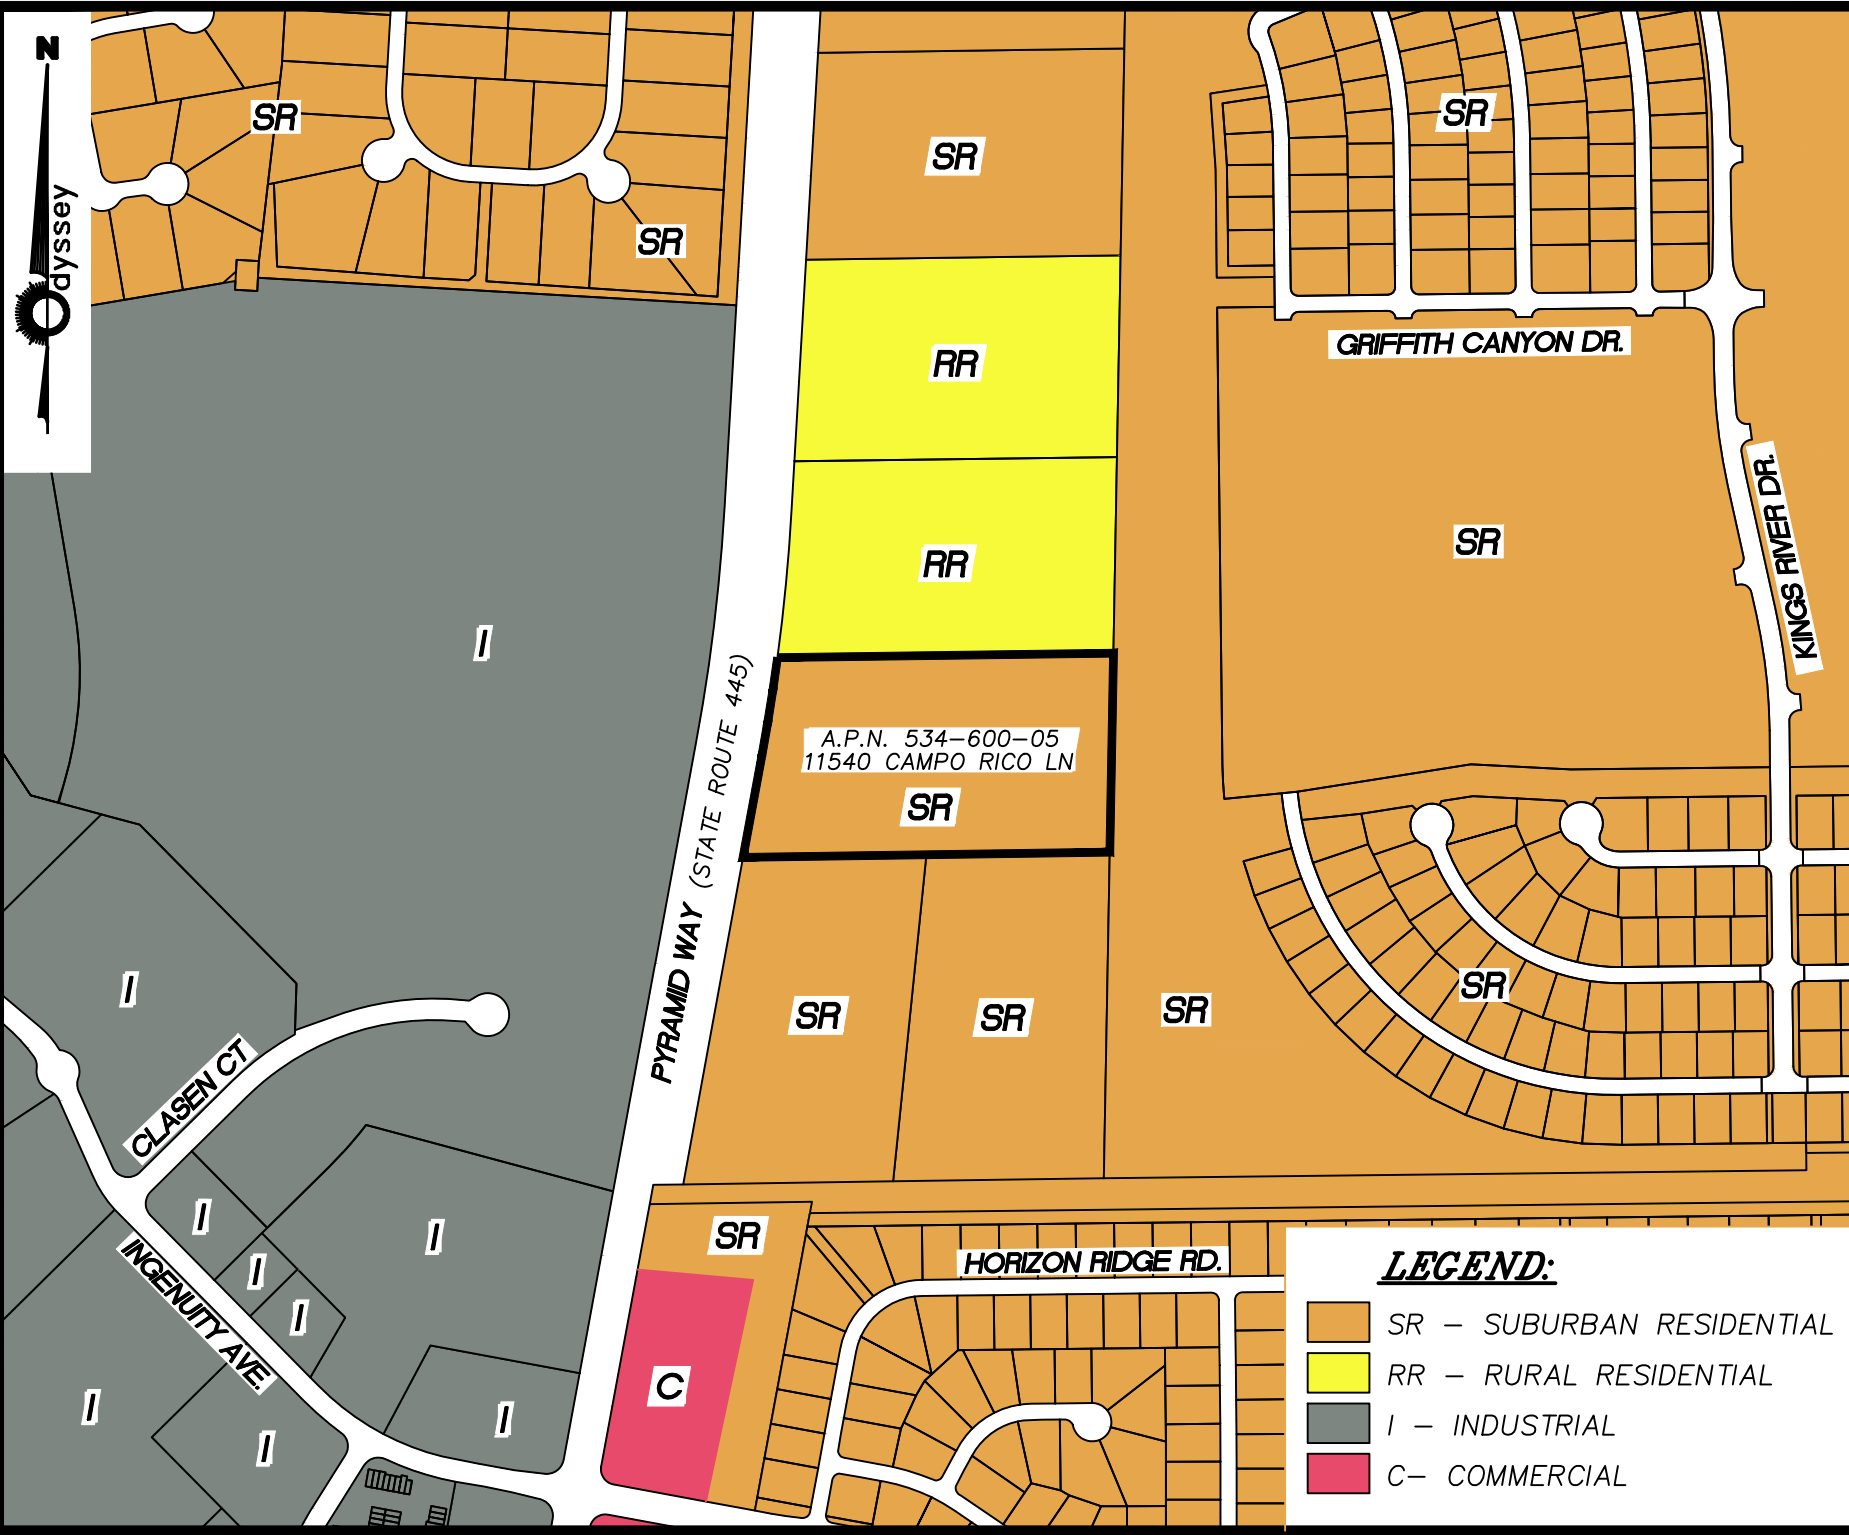 N
dyssey
SR
SR
SR
SR
RR
GRIFFITH CANYON DR.
RR
SR
KINGS RIVER DR.
I
A.P.N. 534-600-05
11540 CAMPO RICO LN
SR
PYRAMID WAY (STATE ROUTE 445)
I
SR
SR
SR
SR
CLASEN CT
I
I
SR
I
I
INGENUITY AVE.
HORIZON RIDGE RD.
C
I
I
I
LEGEND:
SR - SUBURBAN RESIDENTIAL
RR - RURAL RESIDENTIAL
I - INDUSTRIAL
C- COMMERCIAL